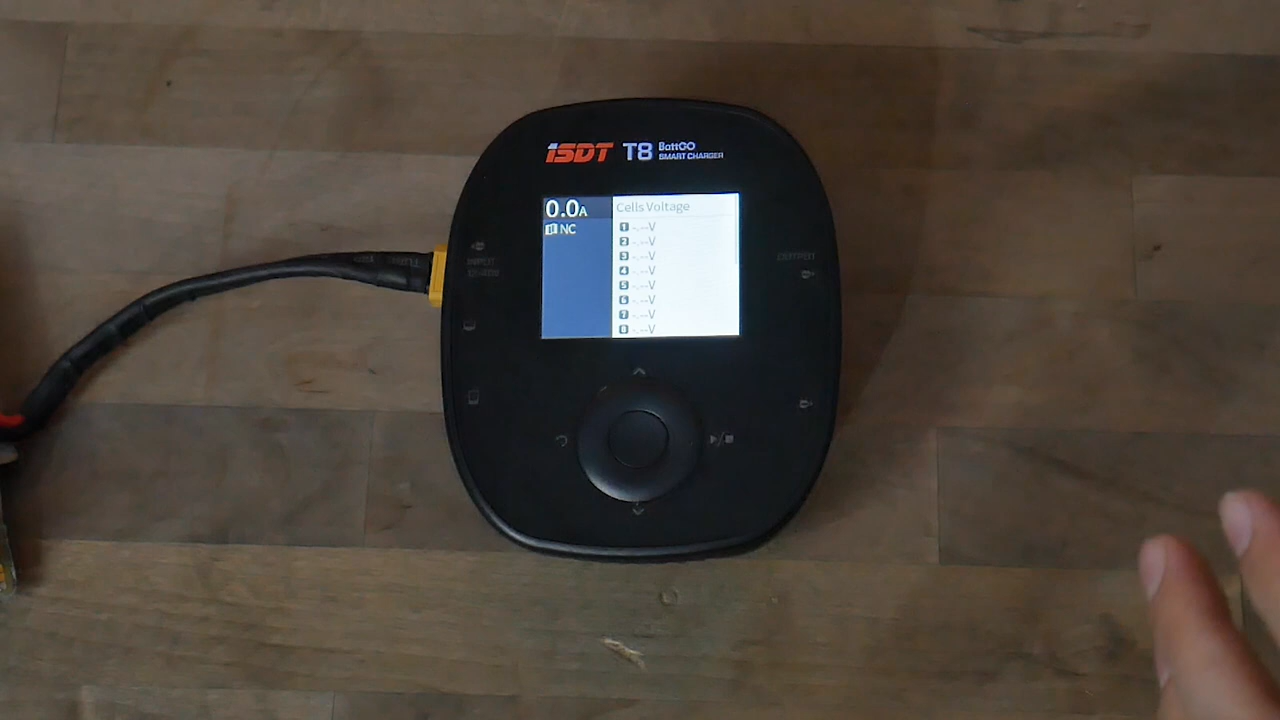 iSDT T8 BattGO
SMART CHARGER
0.0A
NC
Cells Voltage
1 -.--V
2 -.--V
3 -.--V
4 -.--V
5 -.--V
6 -.--V
7 -.--V
8 -.--V